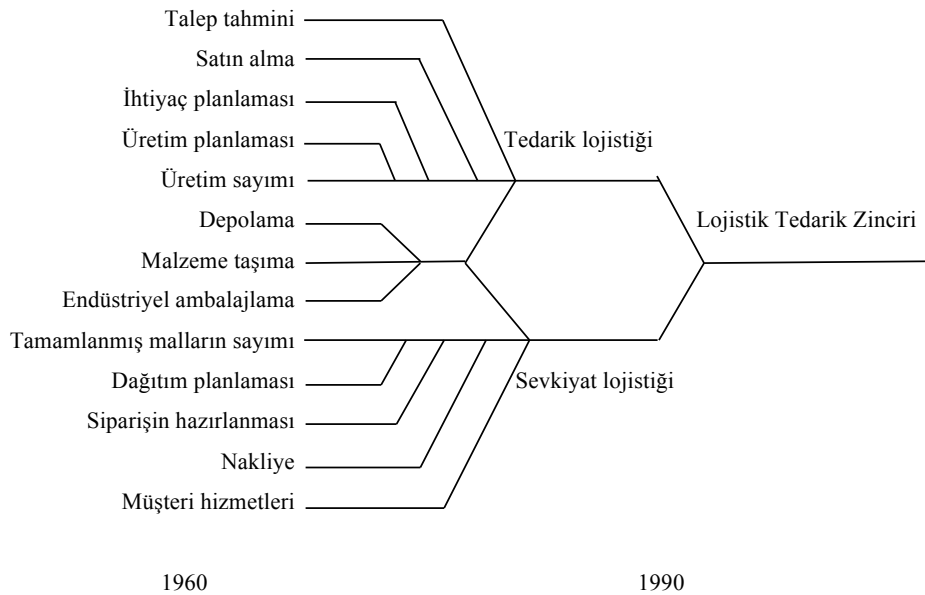 Talep tahmini
Satın alma
İhtiyaç planlaması
Üretim planlaması
Tedarik lojistiği
Üretim sayımı
Depolama
Lojistik Tedarik Zinciri
Malzeme taşıma
Endüstriyel ambalajlama
Tamamlanmış malların sayımı
Dağıtım planlaması
Sevkiyat lojistiği
Siparişin hazırlanması
Nakliye
Müşteri hizmetleri
1960
1990